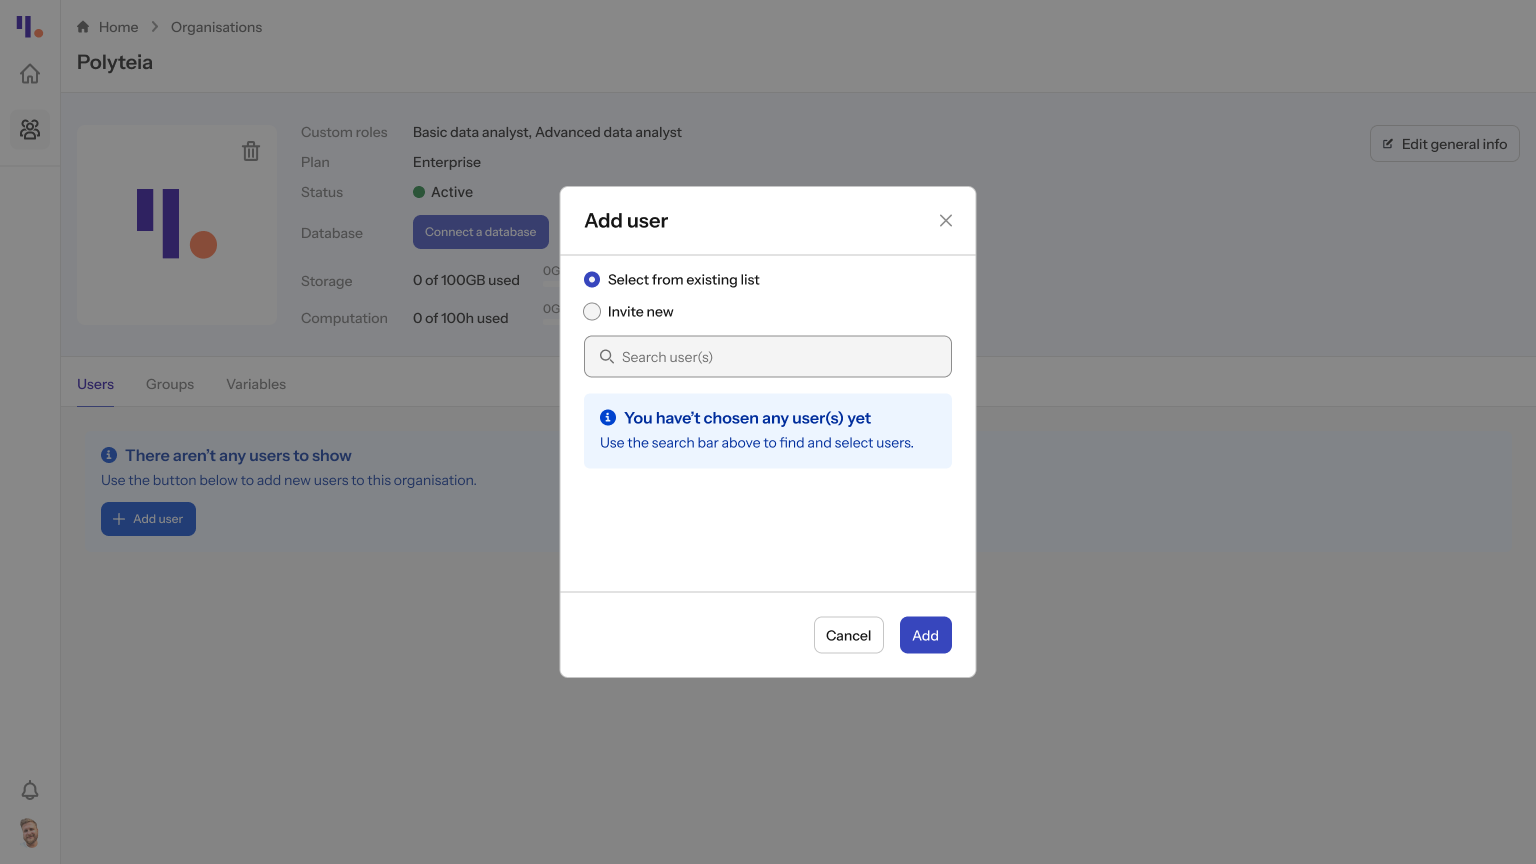 Home
Organisations
Polyteia
Custom roles
Basic data analyst, Advanced data analyst
Edit general info
Plan
Enterprise
Status
Active
Database
Connect a database
Storage
0 of 100GB used
0G
Computation
0 of 100h used
0G
Users
Groups
Variables
There aren’t any users to show
Use the button below to add new users to this organisation.
Add user
Add user
Select from existing list
Invite new
Search user(s)
You have’t chosen any user(s) yet
Use the search bar above to find and select users.
Cancel
Add